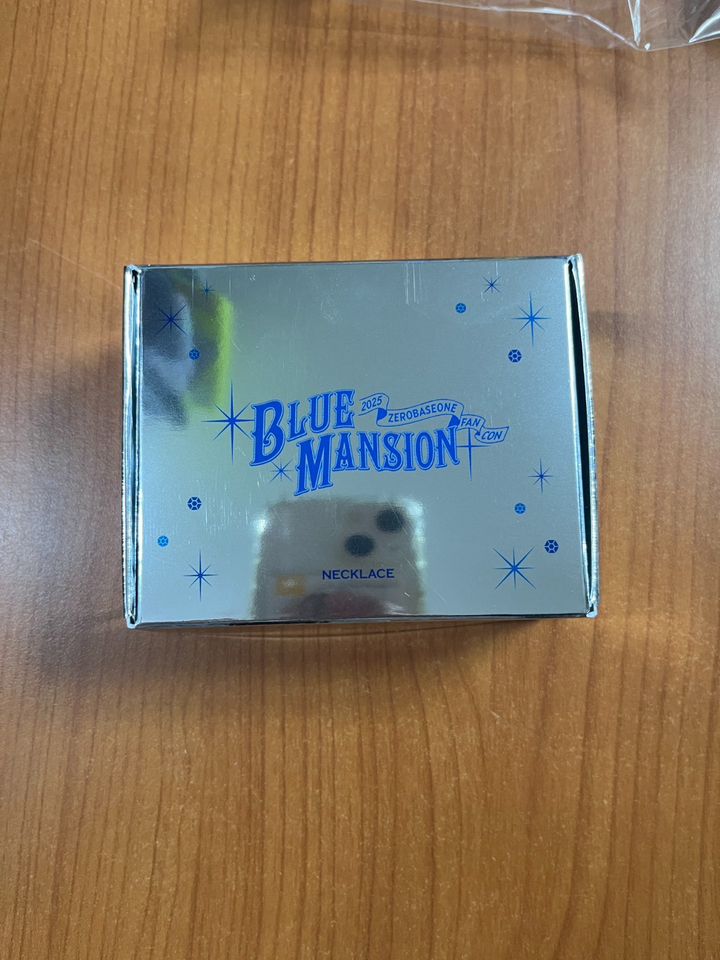 BLUE
MANSION
2025
ZEROBASEONE
FAN
CON
NECKLACE